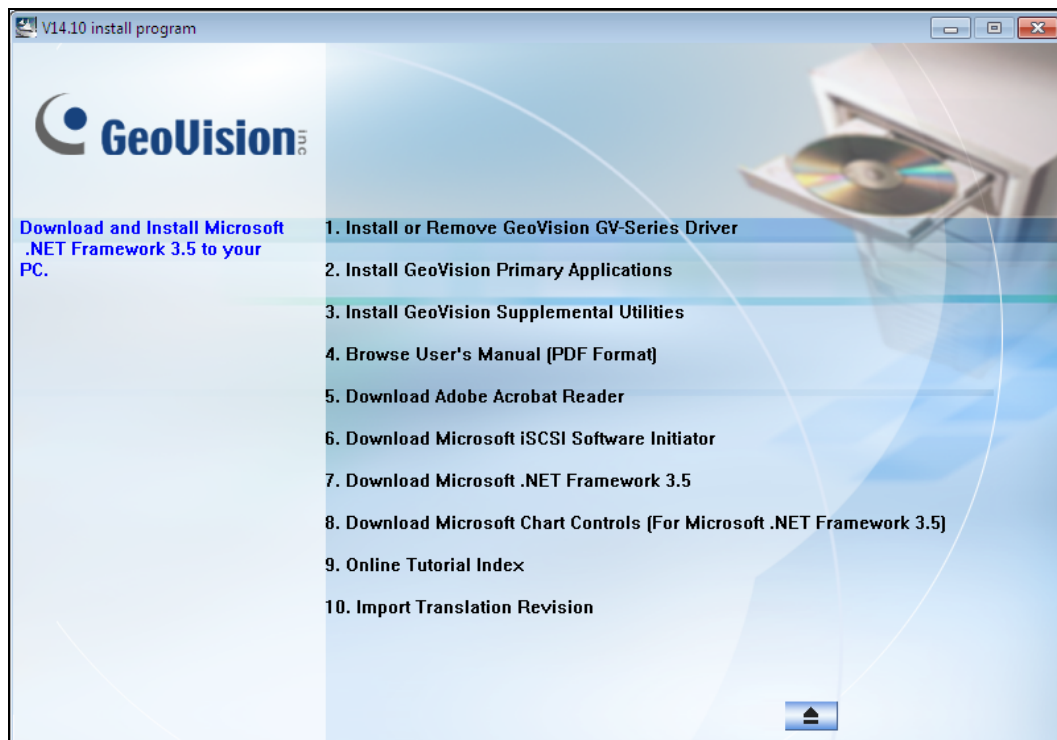 V14.10 install program
GeoVision inc
Download and Install Microsoft
.NET Framework 3.5 to your
PC.
1. Install or Remove GeoVision GV-Series Driver
2. Install GeoVision Primary Applications
3. Install GeoVision Supplemental Utilities
4. Browse User's Manual (PDF Format)
5. Download Adobe Acrobat Reader
6. Download Microsoft iSCSI Software Initiator
7. Download Microsoft .NET Framework 3.5
8. Download Microsoft Chart Controls (For Microsoft .NET Framework 3.5)
9. Online Tutorial Index
10. Import Translation Revision